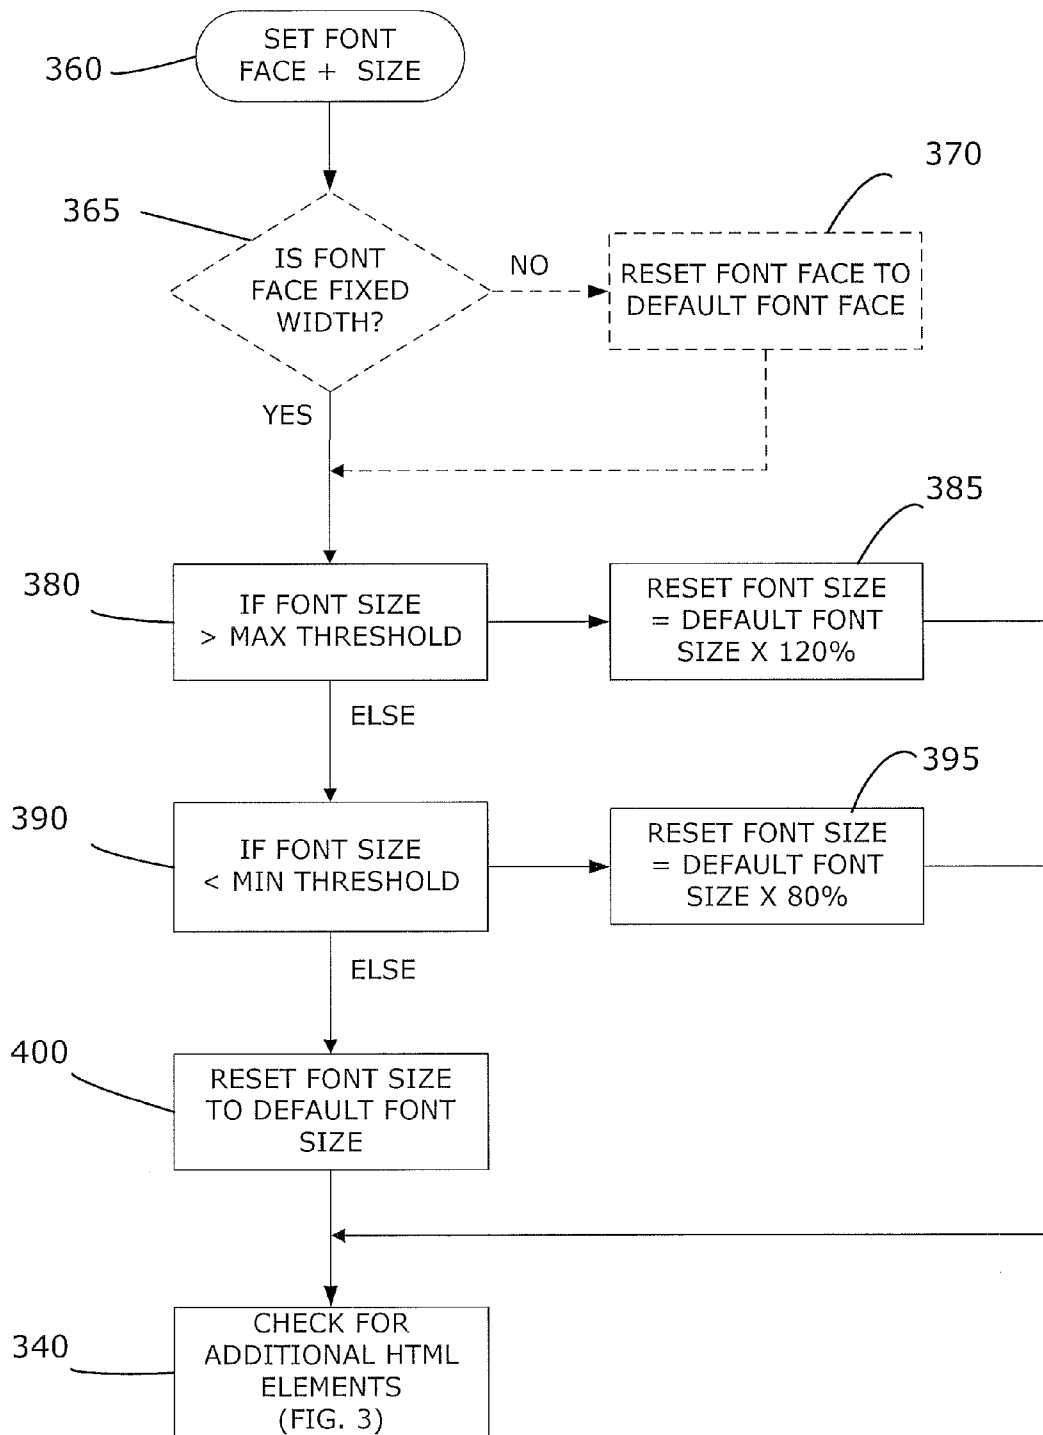 SET FONT
FACE + SIZE
360
370
365
IS FONT
FACE FIXED
WIDTH?
NO
RESET FONT FACE TO
DEFAULT FONT FACE
YES
385
380
IF FONT SIZE
> MAX THRESHOLD
RESET FONT SIZE
= DEFAULT FONT
SIZE X 120%
ELSE
395
390
IF FONT SIZE
< MIN THRESHOLD
RESET FONT SIZE
= DEFAULT FONT
SIZE X 80%
ELSE
400
RESET FONT SIZE
TO DEFAULT FONT
SIZE
340
CHECK FOR
ADDITIONAL HTML
ELEMENTS
(FIG. 3)